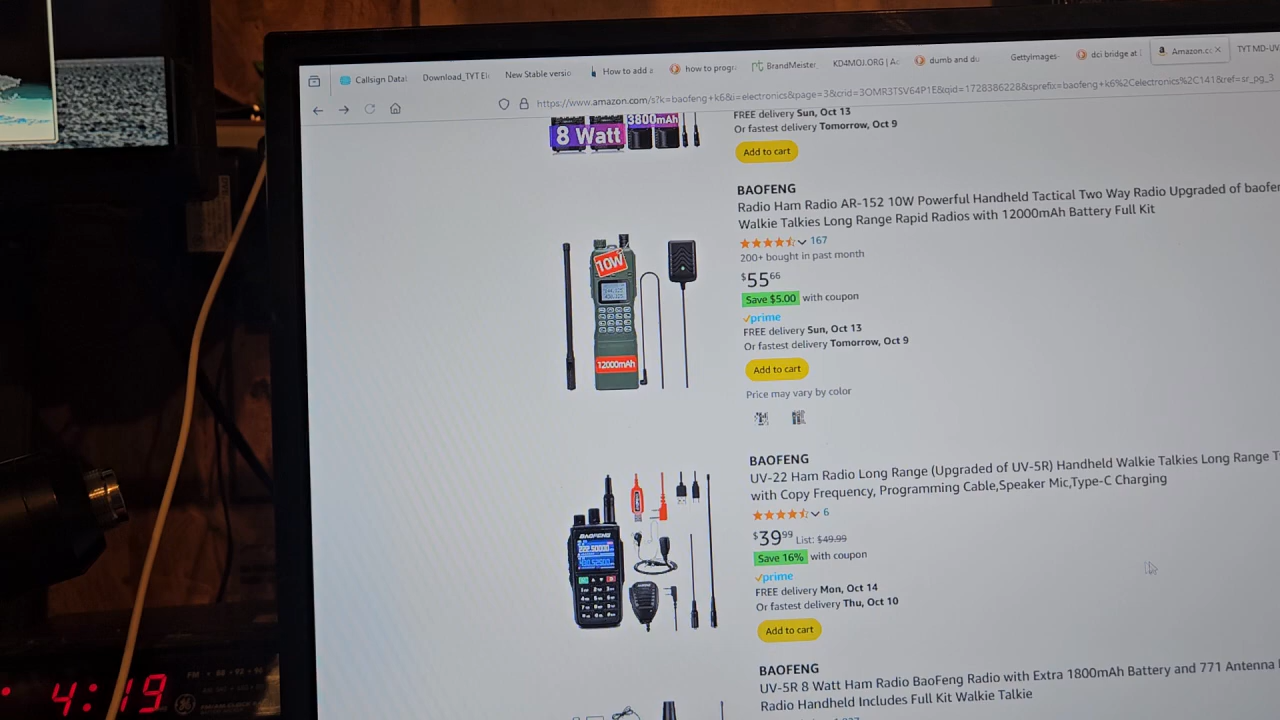 Callsign Datal
Download_TYT El
New Stable versio
How to add a
how to progr
BrandMeister
KD4MOJ.ORG | Ac
dumb and du
GettyImages-
dci bridge at
Amazon.c
TYT MD-UV
https://www.amazon.com/s?k=baofeng+k6&i=electronics&page=3&crid=3OMR3TSV64P1E&qid=1728386228&sprefix=baofeng+k6%2Celectronics%2C141&ref=sr_pg_3
8 Watt
3800mAh
FREE delivery Sun, Oct 13
Or fastest delivery Tomorrow, Oct 9
Add to cart
BAOFENG
Radio Ham Radio AR-152 10W Powerful Handheld Tactical Two Way Radio Upgraded of baofen
Walkie Talkies Long Range Rapid Radios with 12000mAh Battery Full Kit
167
200+ bought in past month
$55 66
Save $5.00 with coupon
prime
FREE delivery Sun, Oct 13
Or fastest delivery Tomorrow, Oct 9
Add to cart
Price may vary by color
10W
12000mAh
BAOFENG
UV-22 Ham Radio Long Range (Upgraded of UV-5R) Handheld Walkie Talkies Long Range T
with Copy Frequency, Programming Cable,Speaker Mic,Type-C Charging
6
$39 99 List: $49.99
Save 16% with coupon
prime
FREE delivery Mon, Oct 14
Or fastest delivery Thu, Oct 10
Add to cart
BAOFENG
BAOFENG
UV-5R 8 Watt Ham Radio BaoFeng Radio with Extra 1800mAh Battery and 771 Antenna
Radio Handheld Includes Full Kit Walkie Talkie
4:19
FM
88
92
GE